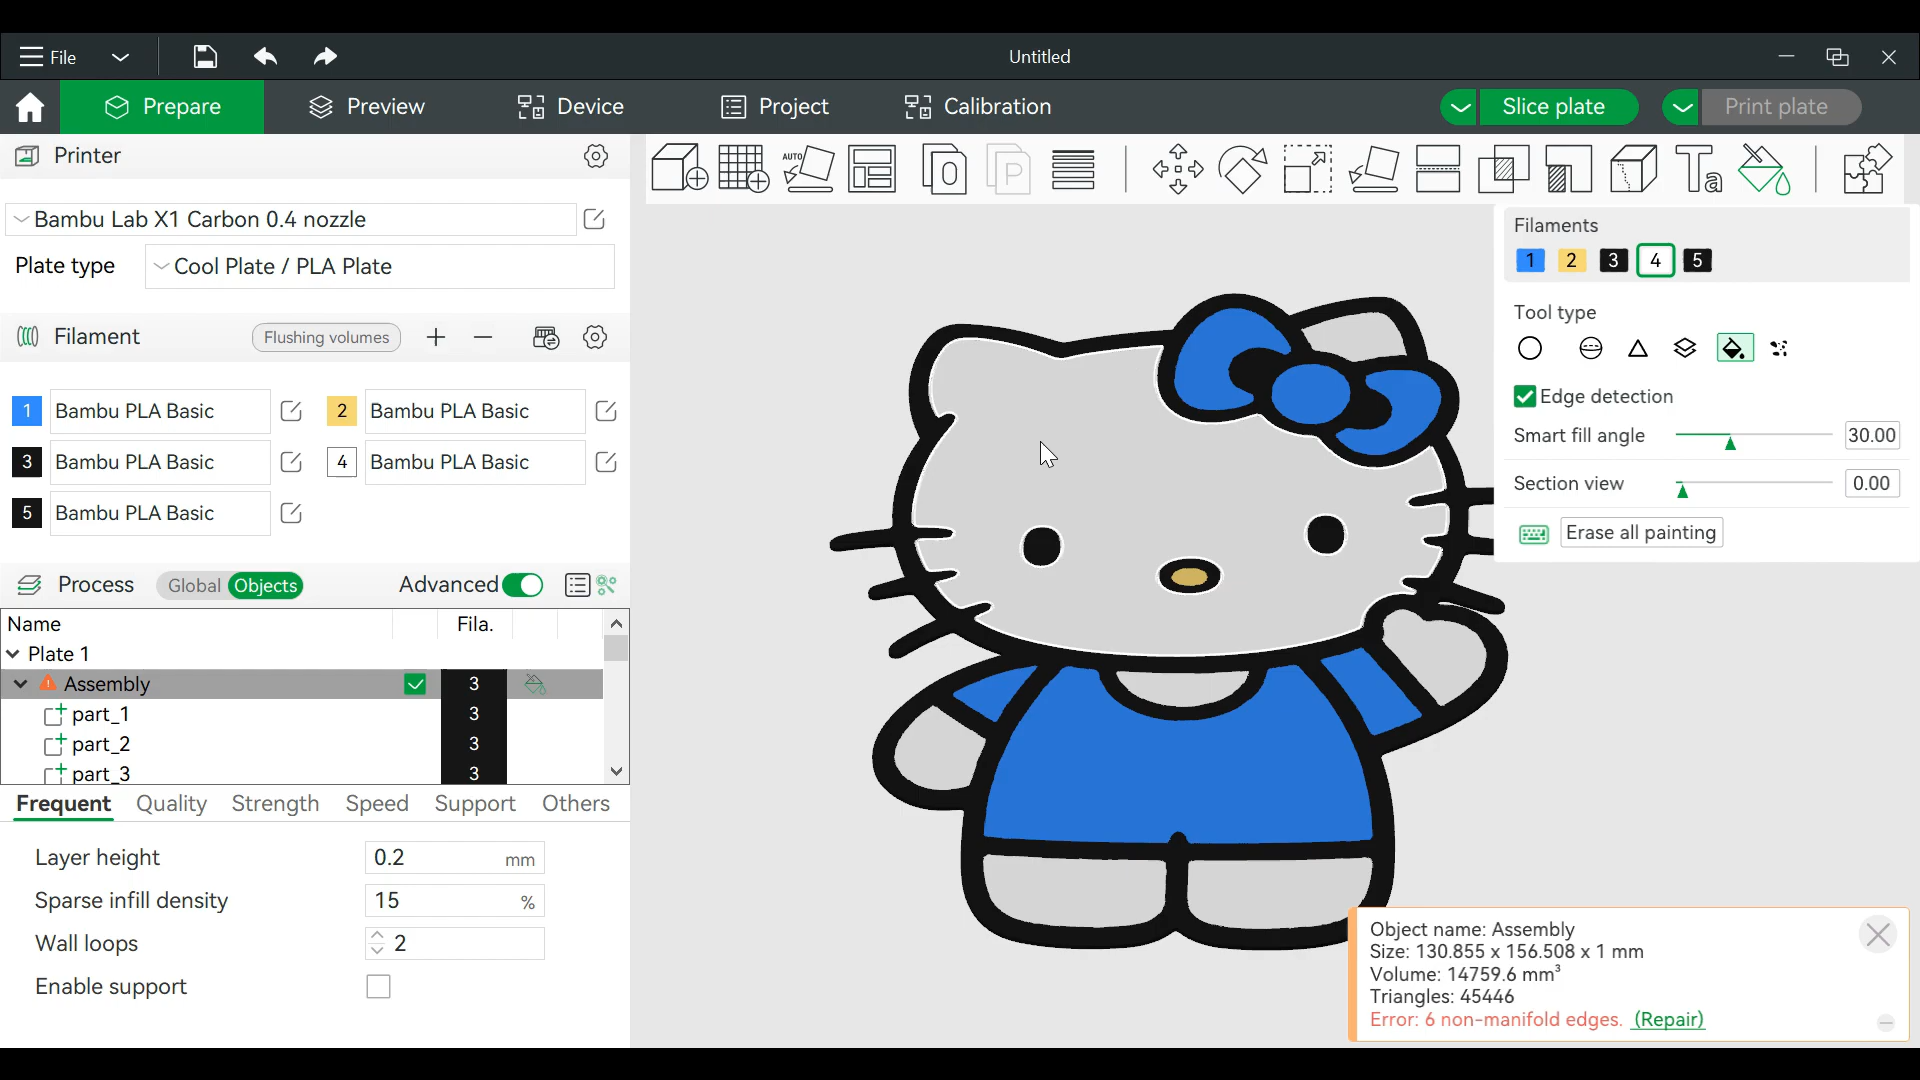 File
Untitled
Prepare
Preview
Device
Project
Calibration
Slice plate
Print plate
Printer
Bambu Lab X1 Carbon 0.4 nozzle
Plate type
Cool Plate / PLA Plate
Filament
Flushing volumes
1 Bambu PLA Basic
2 Bambu PLA Basic
3 Bambu PLA Basic
4 Bambu PLA Basic
5 Bambu PLA Basic
Process
Global Objects
Advanced
Name
Fila.
Plate 1
Assembly 3
part_1 3
part_2 3
part_3 3
Frequent Quality Strength Speed Support Others
Layer height 0.2 mm
Sparse infill density 15 %
Wall loops 2
Enable support
AUTO
P
Ta
Filaments
1 2 3 4 5
Tool type
Edge detection
Smart fill angle 30.00
Section view 0.00
Erase all painting
Object name: Assembly
Size: 130.855 x 156.508 x 1 mm
Volume: 14759.6 mm³
Triangles: 45446
Error: 6 non-manifold edges. (Repair)